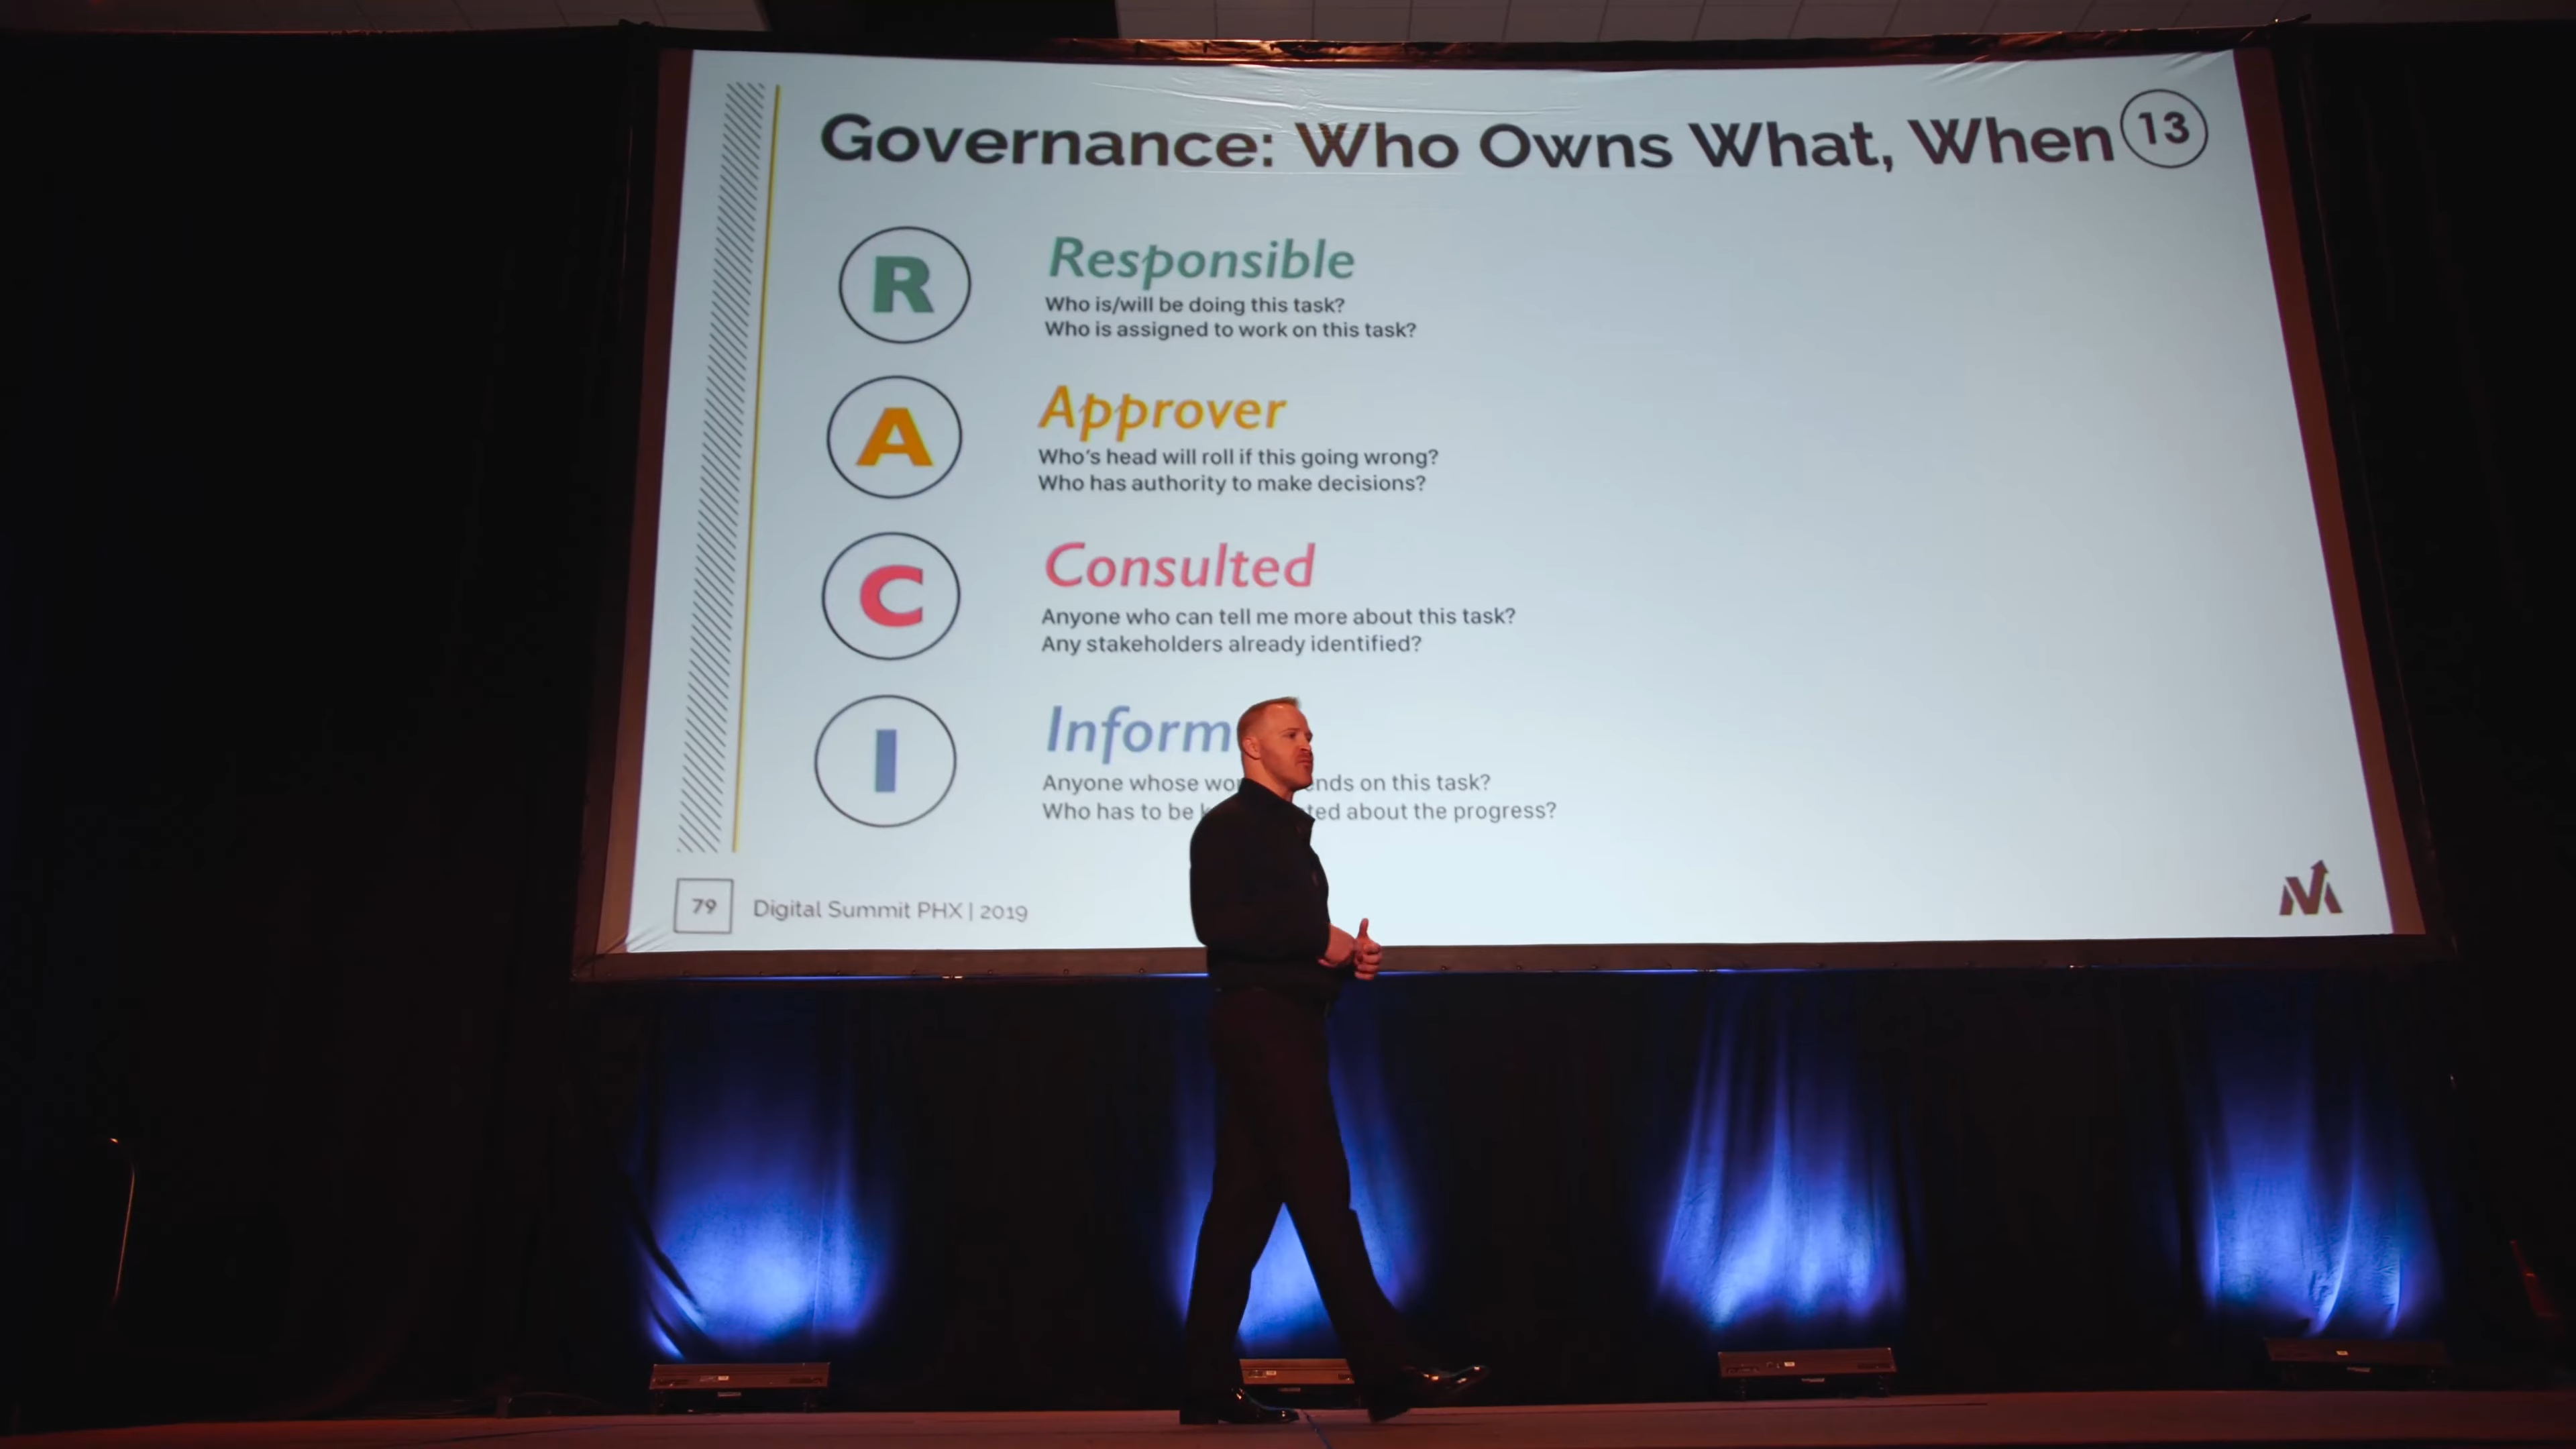 Governance: Who Owns What, When 13
R
Responsible
Who is/will be doing this task?
Who is assigned to work on this task?
A
Approver
Who's head will roll if this going wrong?
Who has authority to make decisions?
C
Consulted
Anyone who can tell me more about this task?
Any stakeholders already identified?
I
Inform
Anyone whose on this task?
Who has to be about the progress?
79 Digital Summit PHX | 2019